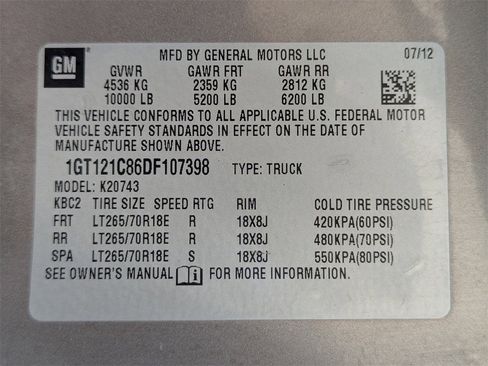 GM MFD BY GENERAL MOTORS LLC 07/12
GVWR GAWR FRT GAWR RR
4536 KG 2359 KG 2812 KG
10000 LB 5200 LB 6200 LB
THIS VEHICLE CONFORMS TO ALL APPLICABLE U.S. FEDERAL MOTOR
VEHICLE SAFETY STANDARDS IN EFFECT ON THE DATE OF
MANUFACTURE SHOWN ABOVE.
1GT121C86DF107398 TYPE: TRUCK
MODEL: K20743
KBC2 TIRE SIZE SPEED RTG RIM COLD TIRE PRESSURE
FRT LT265/70R18E R 18X8J 420KPA(60PSI)
RR LT265/70R18E R 18X8J 480KPA(70PSI)
SPA LT265/70R18E S 18X8J 550KPA(80PSI)
SEE OWNER'S MANUAL FOR MORE INFORMATION.